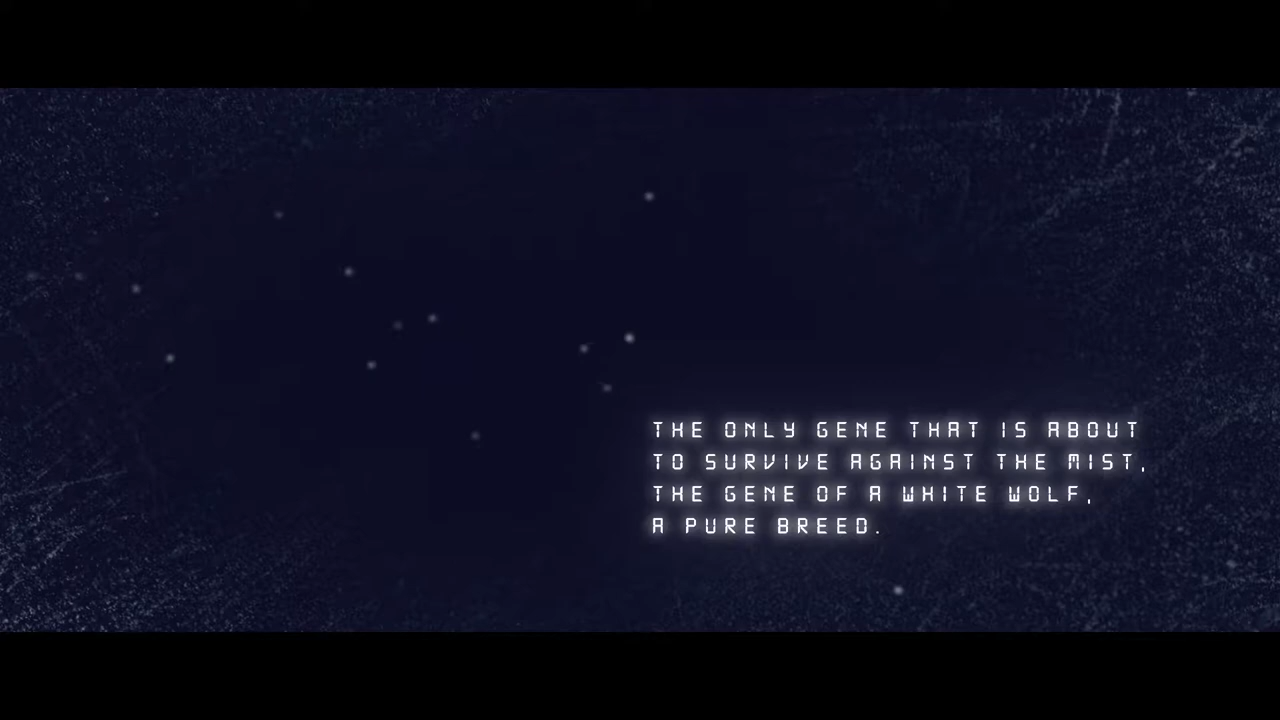 THE ONLY GENE THAT IS ABOUT
TO SURVIVE AGAINST THE MIST,
THE GENE OF A WHITE WOLF,
A PURE BREED.